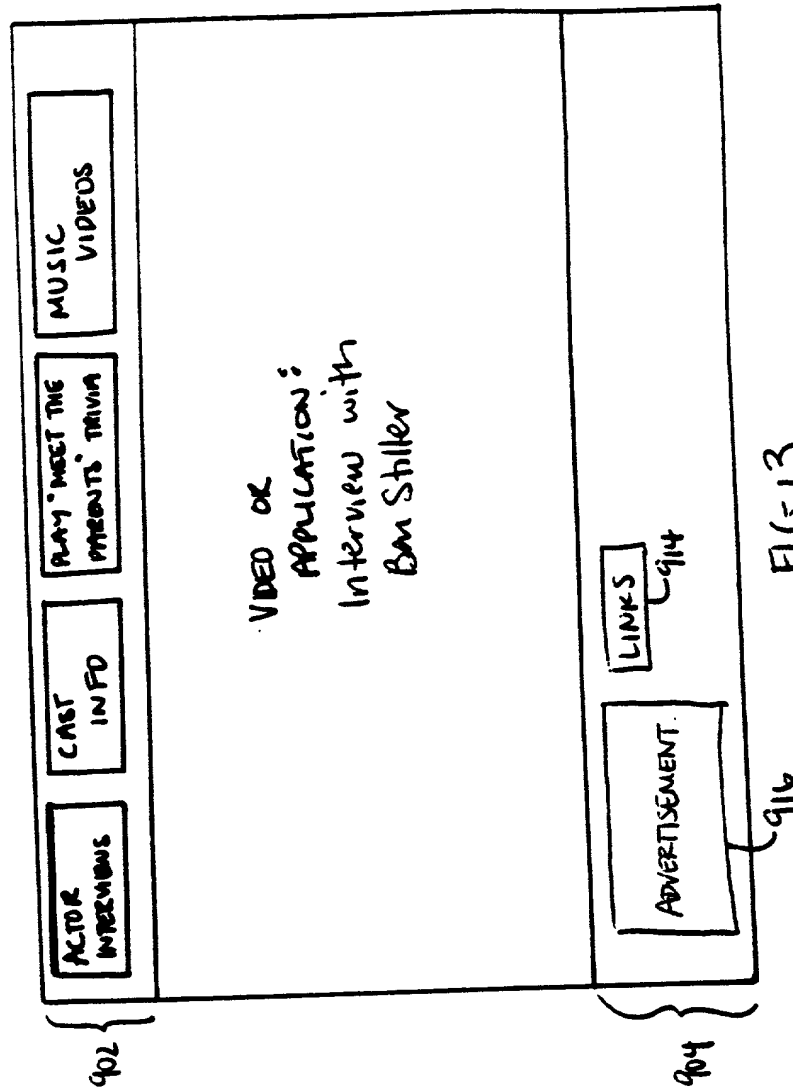 902
ACTOR
INTERVIEWS
CAST
INFO
PLAY "MEET THE
PARENTS" TRIVIA
MUSIC
VIDEOS
VIDEO OR
APPLICATION:
Interview with
Ben Stiller
904
ADVERTISEMENT.
916
LINKS
914
FIG- 13